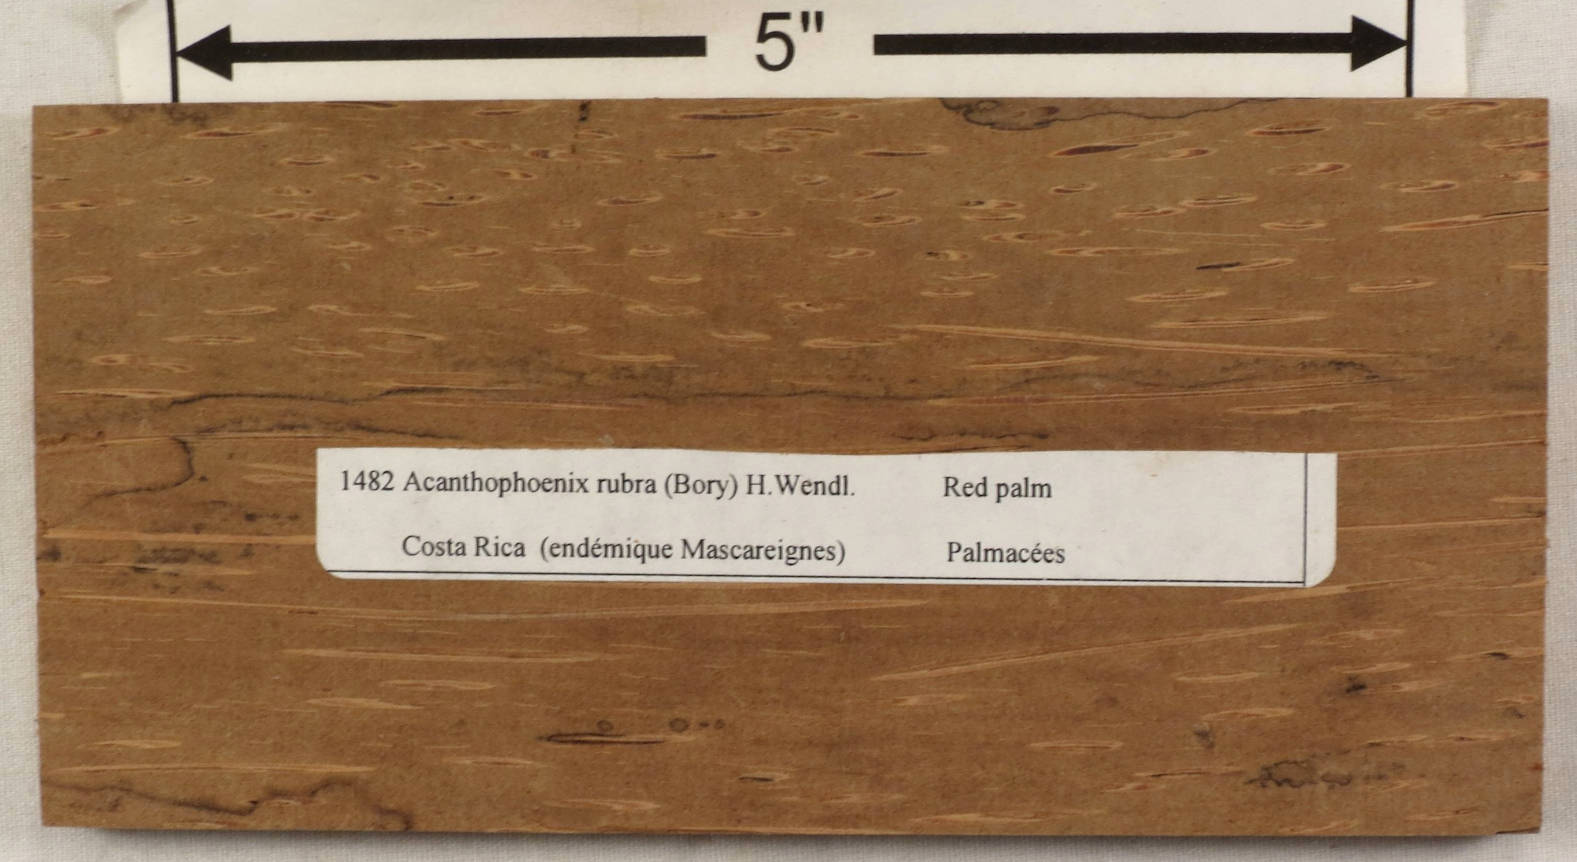 5"
1482 Acanthophoenix rubra (Bory) H.Wendl. Red palm
Costa Rica (endémique Mascareignes) Palmacées